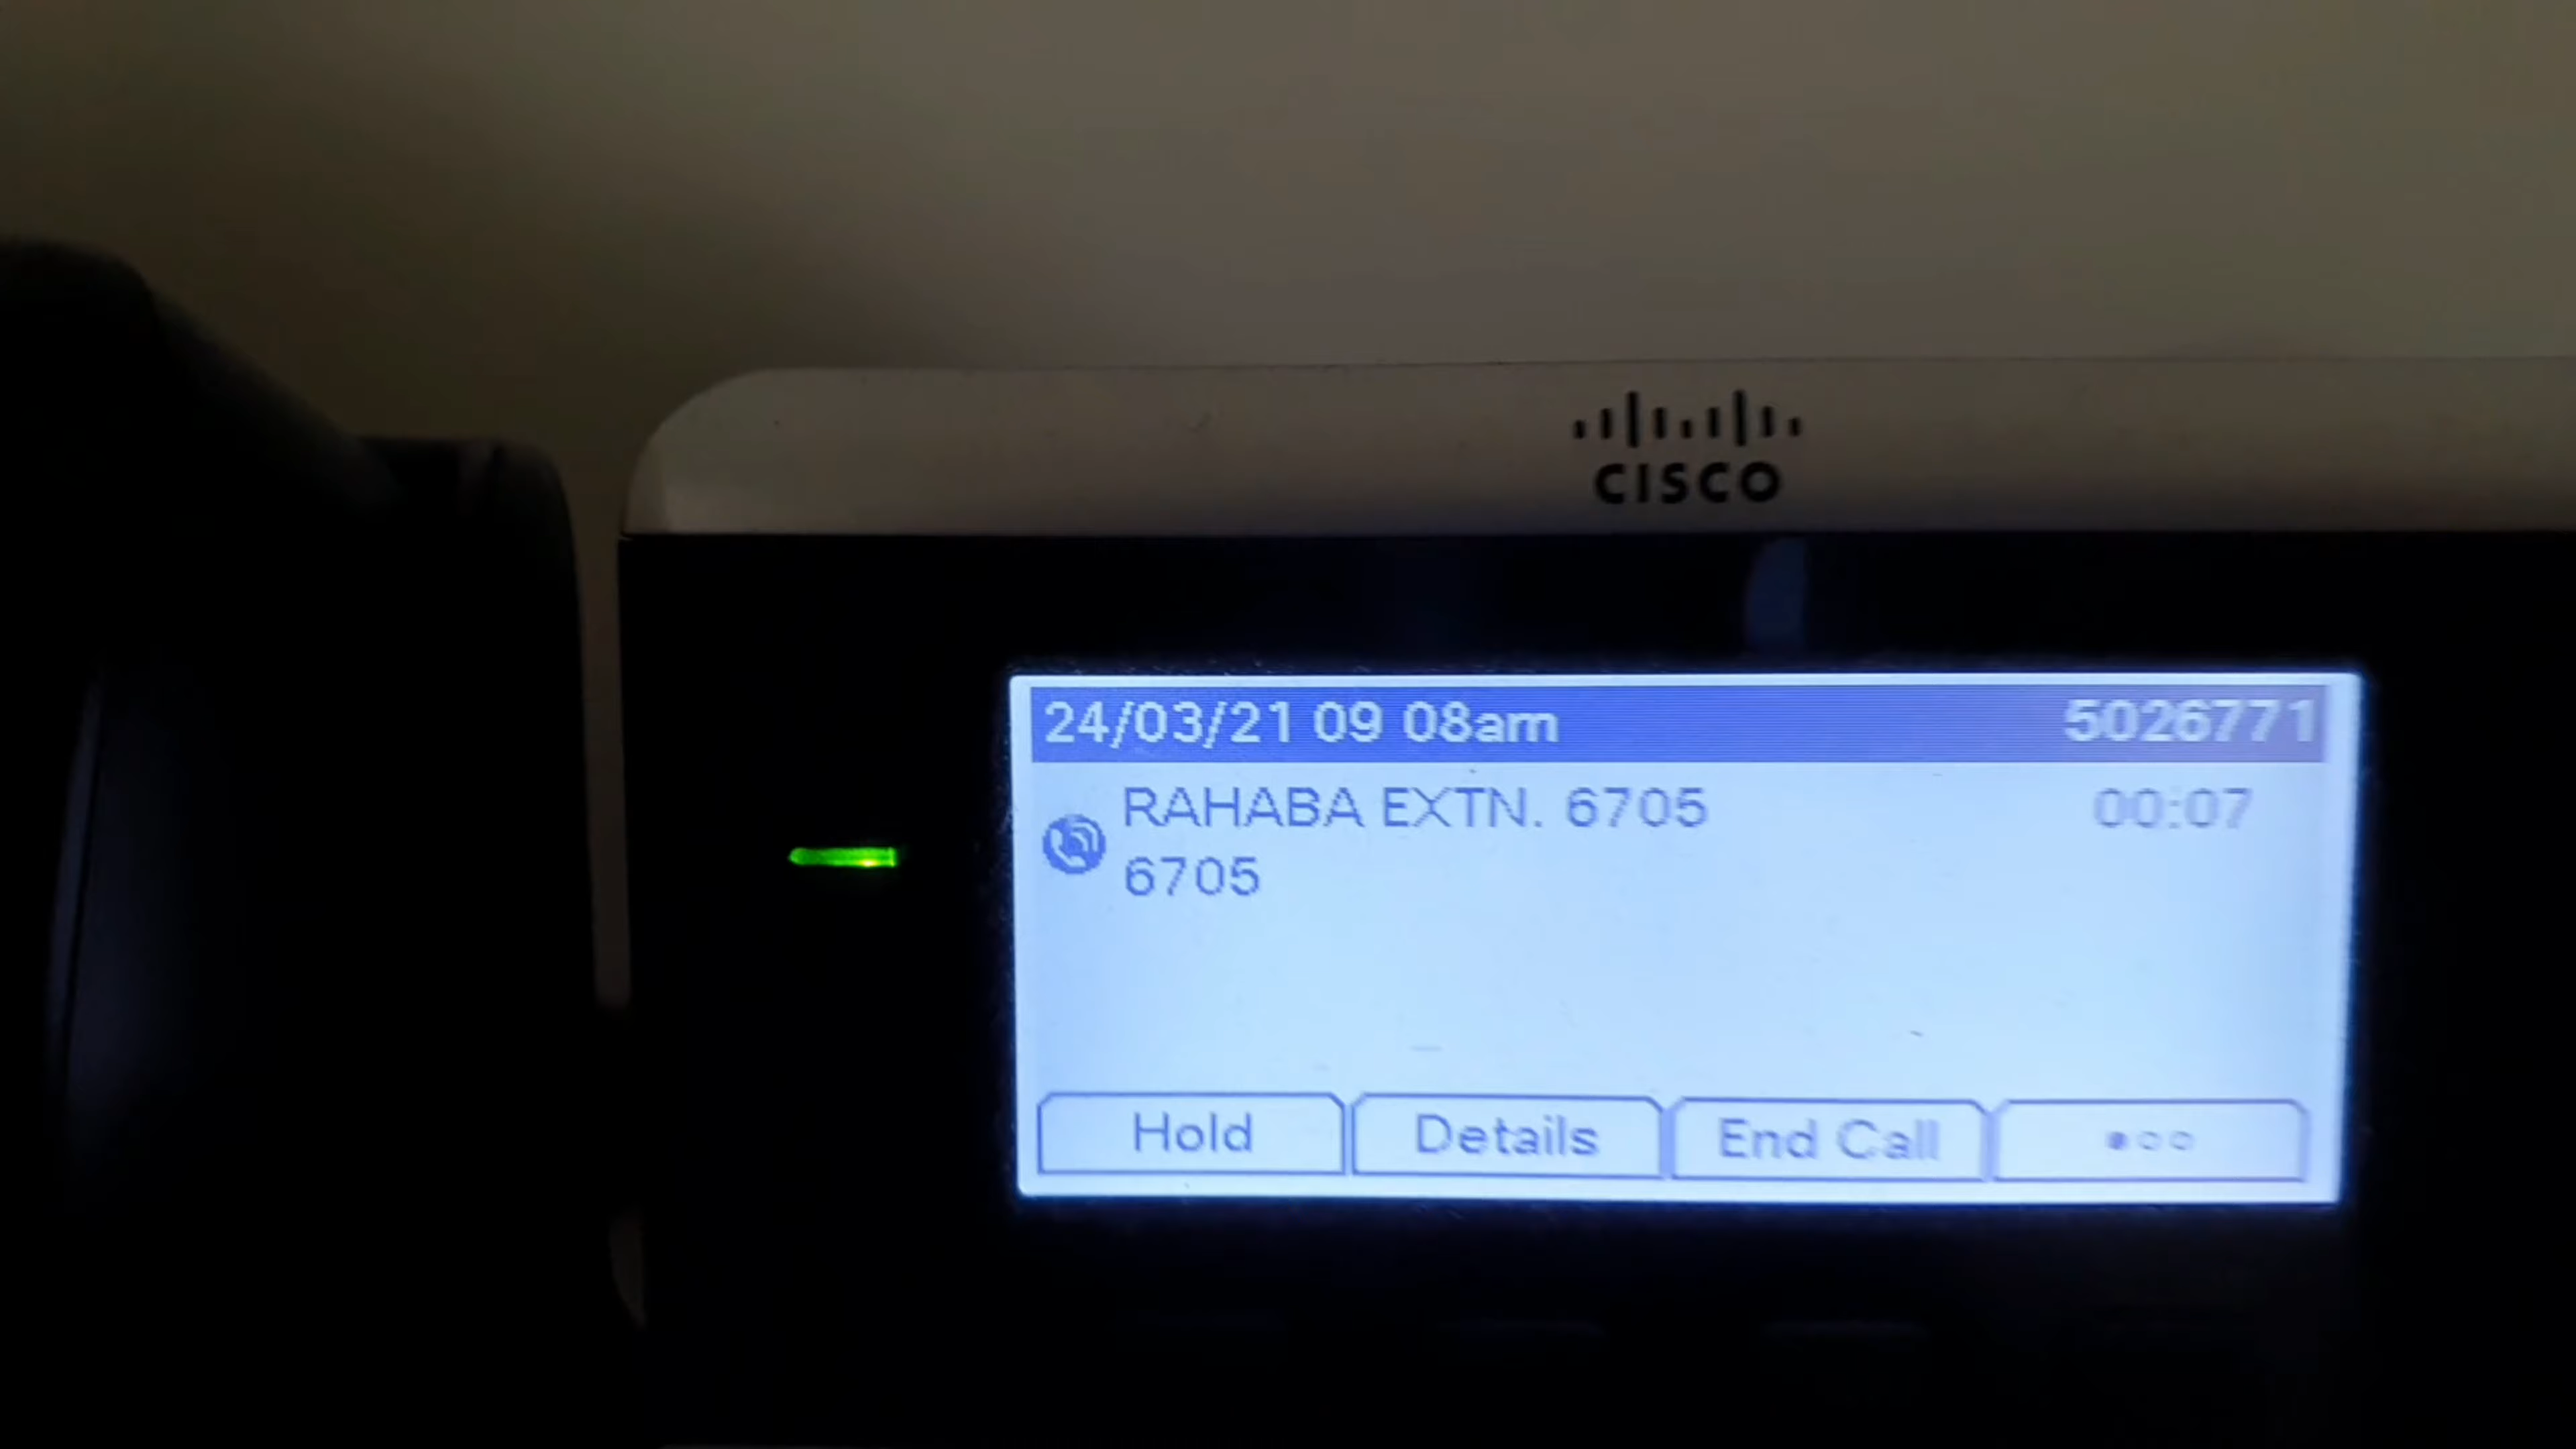 CISCO
24/03/21 09 08am 5026771
RAHABA EXTN. 6705 00:07
6705
Hold Details End Call